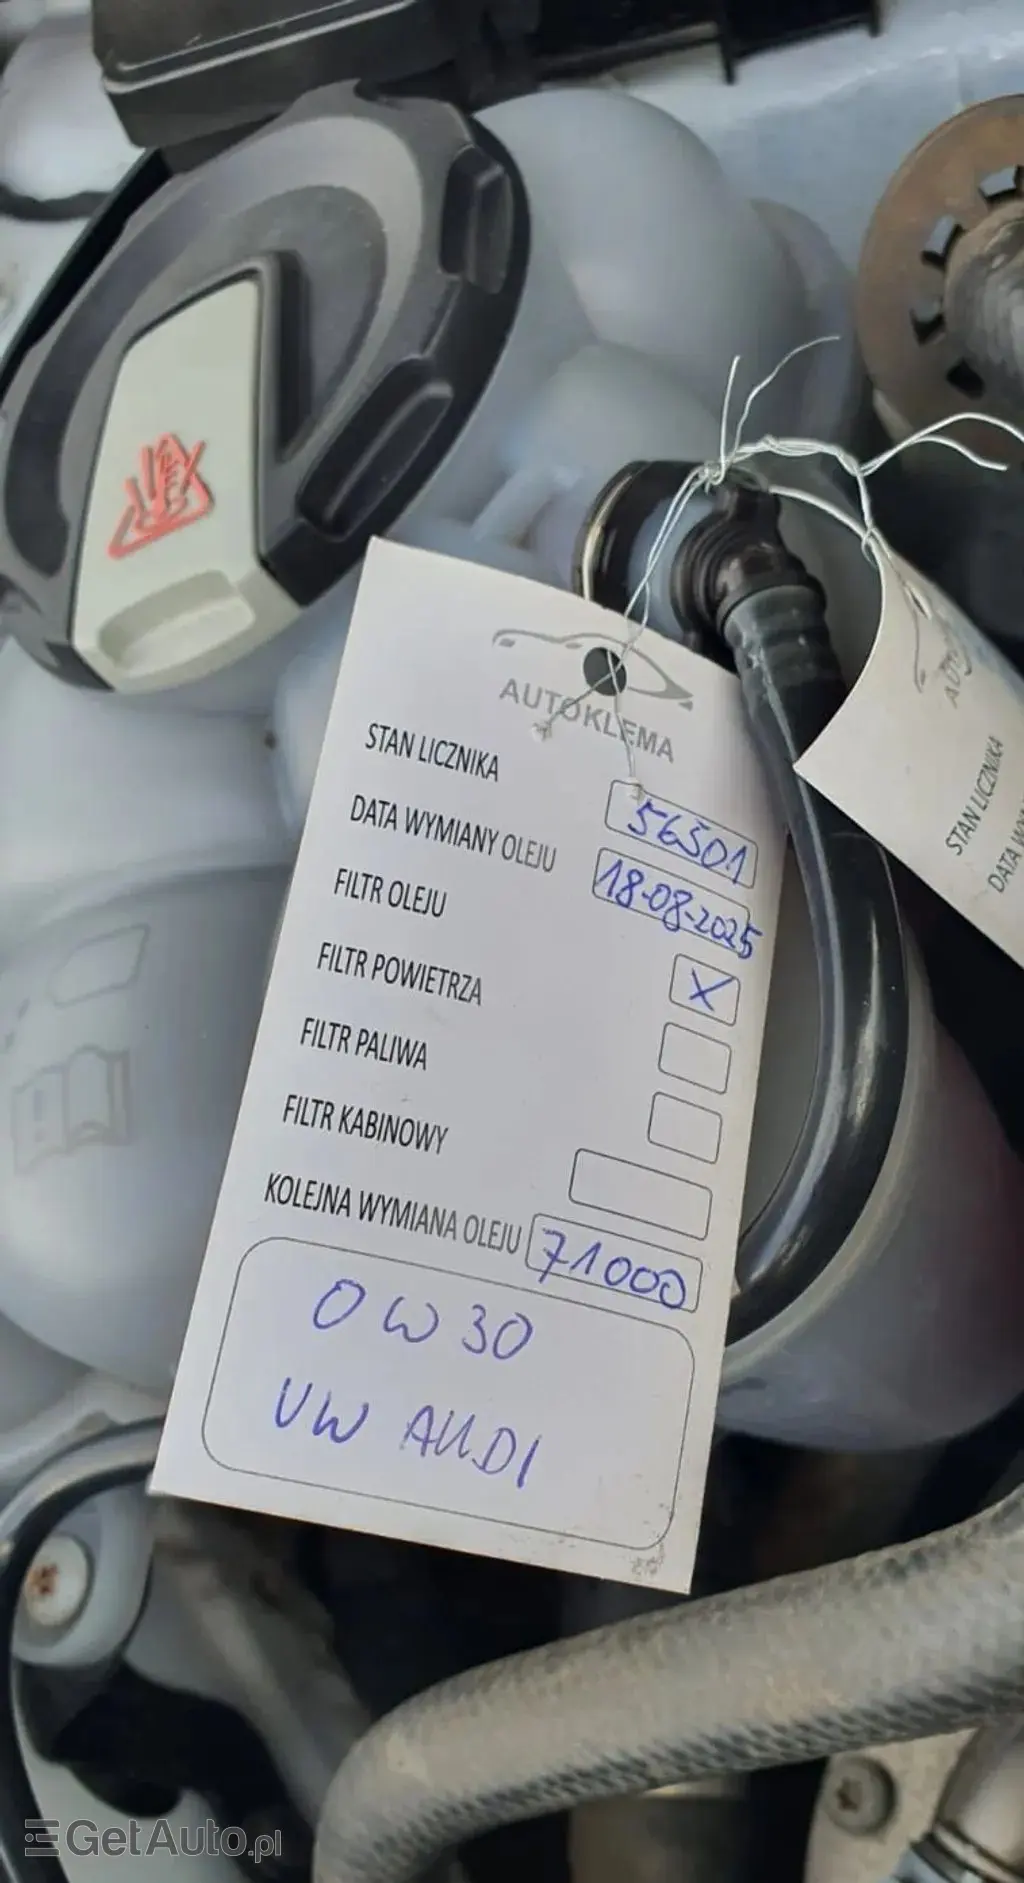 AUTOKLEMA
STAN LICZNIKA 56501
DATA WYMIANY OLEJU 18-08-2025
FILTR OLEJU X
FILTR POWIETRZA
FILTR PALIWA
FILTR KABINOWY
KOLEJNA WYMIANA OLEJU 71000
0W30
VW AUDI
STAN LICZNIKA
DATA
GetAuto.pl